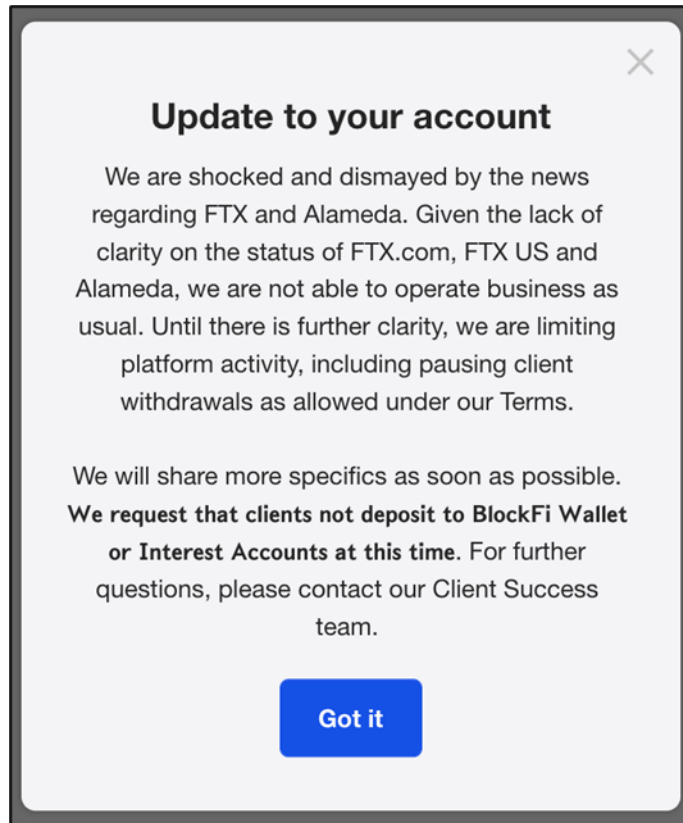 Update to your account
We are shocked and dismayed by the news
regarding FTX and Alameda. Given the lack of
clarity on the status of FTX.com, FTX US and
Alameda, we are not able to operate business as
usual. Until there is further clarity, we are limiting
platform activity, including pausing client
withdrawals as allowed under our Terms.
We will share more specifics as soon as possible.
We request that clients not deposit to BlockFi Wallet
or Interest Accounts at this time. For further
questions, please contact our Client Success
team.
Got it